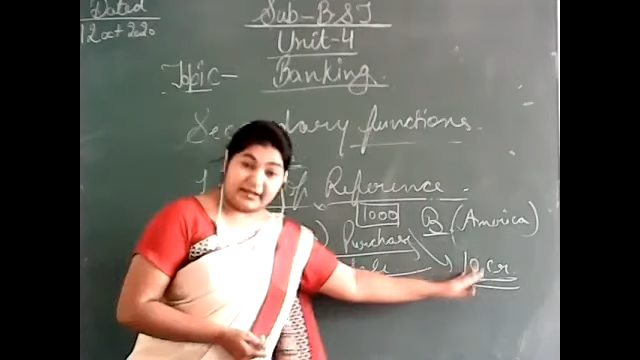 Dated
12 Oct 2020
Sub-BST
Unit-4
Topic- Banking
Secondary functions.
Reference.
1000 B (America)
Purchase
10 cr.